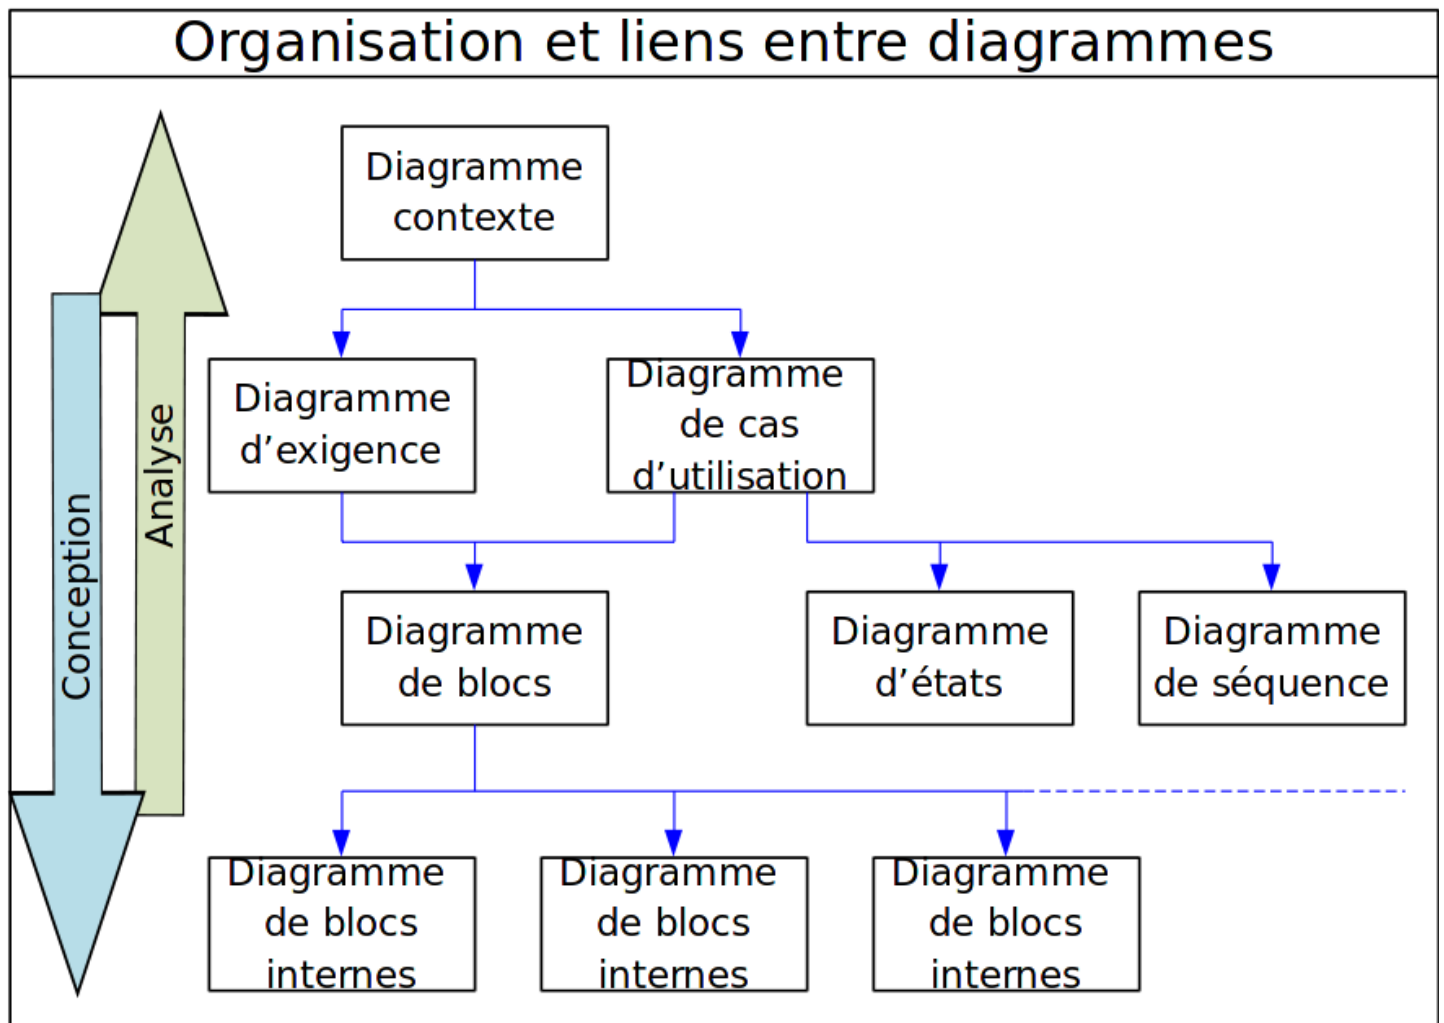 Organisation et liens entre diagrammes
Diagramme
contexte
Analyse
Conception
Diagramme
d’exigence
Diagramme
de cas
d’utilisation
Diagramme
de blocs
Diagramme
d’états
Diagramme
de séquence
Diagramme
de blocs
internes
Diagramme
de blocs
internes
Diagramme
de blocs
internes